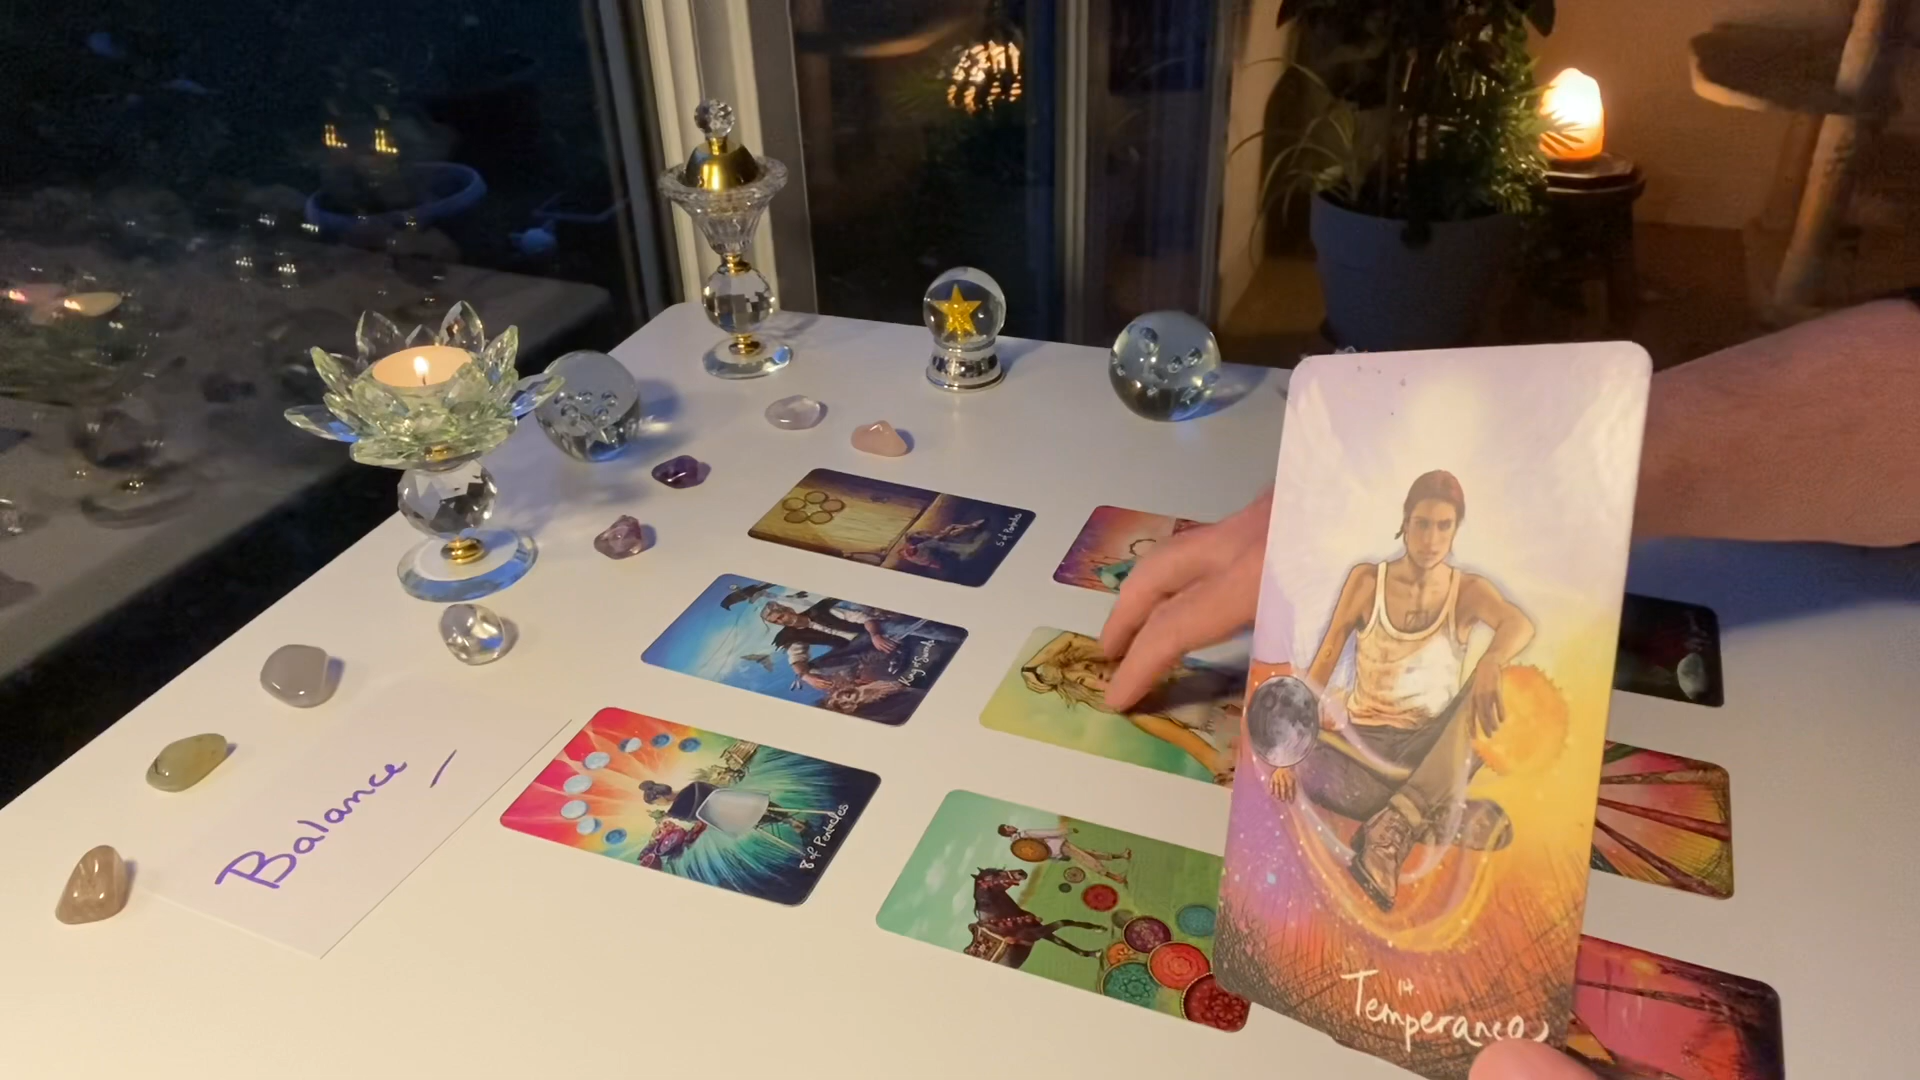 5 of Pentacles
King of Swords
8 of Pentacles
Balance –
14.
Temperance